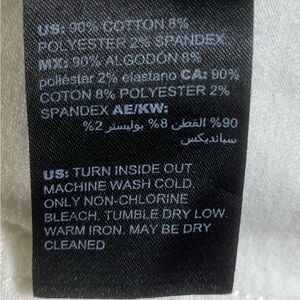 US: 90% COTTON 8%
POLYESTER 2% SPANDEX
MX: 90% ALGODÓN 8%
poliéster 2% elastano CA: 90%
COTON 8% POLYESTER 2%
SPANDEX AE/KW:
90% القطن 8% بوليستر 2%
سبانديكس
US: TURN INSIDE OUT.
MACHINE WASH COLD.
ONLY NON-CHLORINE
BLEACH. TUMBLE DRY LOW.
WARM IRON. MAY BE DRY
CLEANED